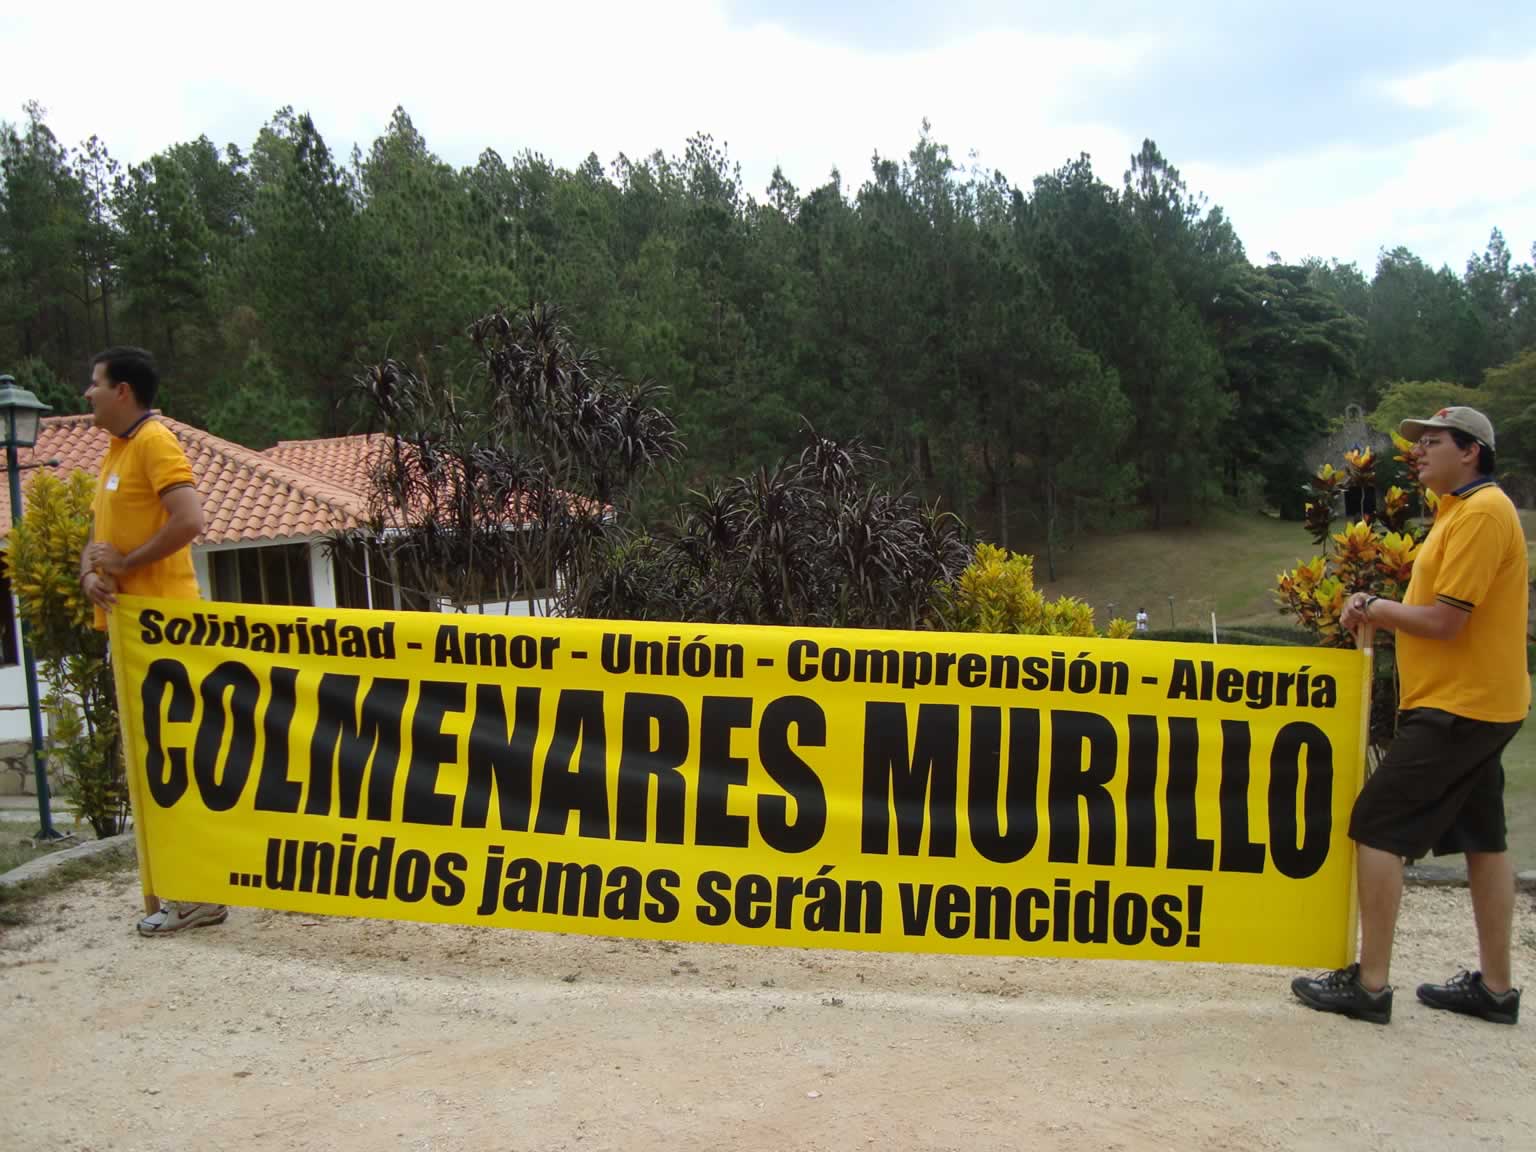 Solidaridad - Amor - Unión - Comprensión - Alegría
COLMENARES MURILLO
...unidos jamas serán vencidos!